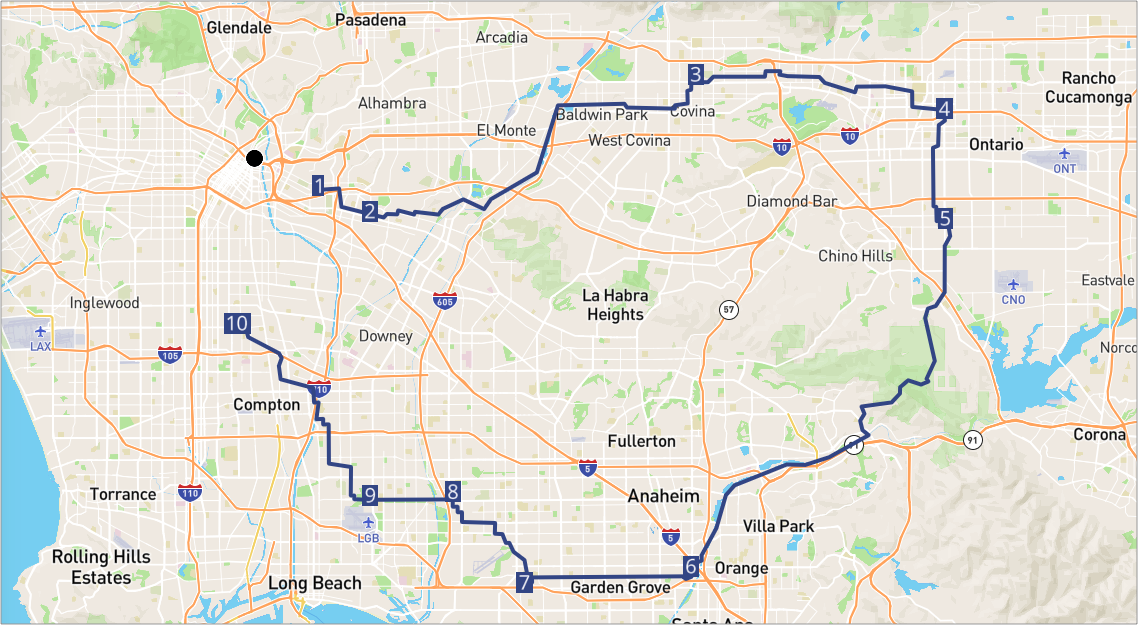 Glendale
Pasadena
Arcadia
Rancho
Cucamonga
3
Alhambra
Baldwin Park
Covina
4
El Monte
West Covina
10
10
Ontario
ONT
1
2
Diamond Bar
5
Chino Hills
Inglewood
605
La Habra
Heights
57
CNO
Eastvale
10
LAX
105
Downey
Norco
Compton
Fullerton
91
Corona
5
Torrance
110
9
8
Anaheim
LGB
5
Villa Park
Rolling Hills
Estates
Long Beach
7
Garden Grove
6
Orange
Santa Ana